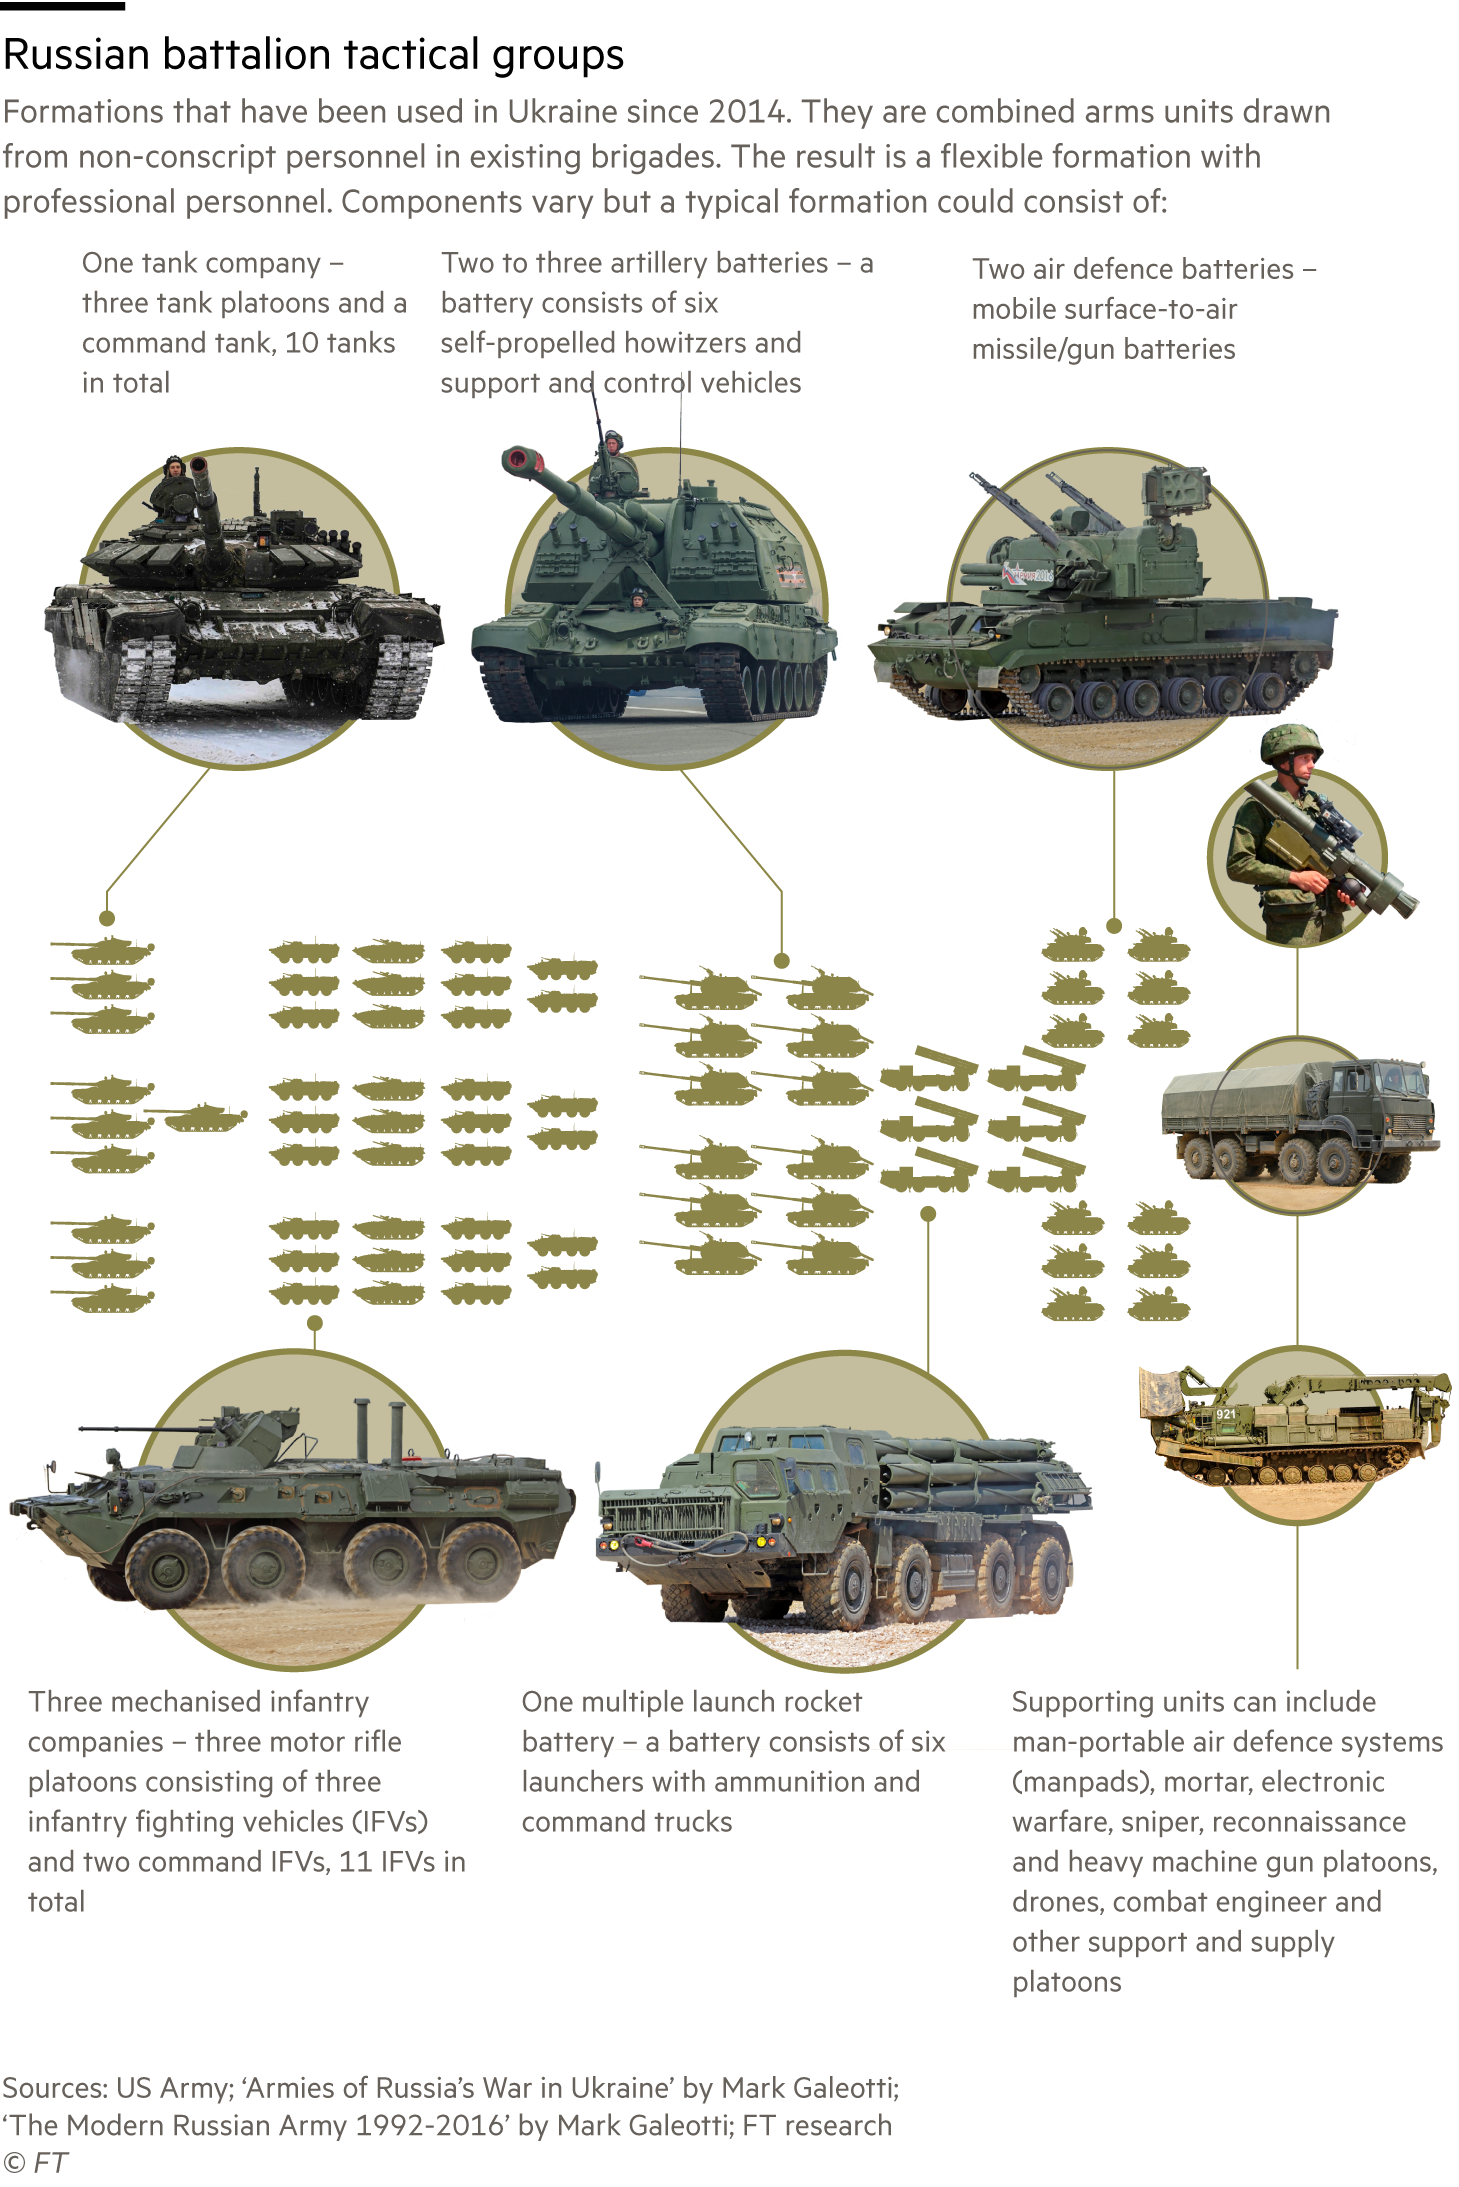 Russian battalion tactical groups
Formations that have been used in Ukraine since 2014. They are combined arms units drawn
from non-conscript personnel in existing brigades. The result is a flexible formation with
professional personnel. Components vary but a typical formation could consist of:
One tank company –
three tank platoons and a
command tank, 10 tanks
in total
Two to three artillery batteries – a
battery consists of six
self-propelled howitzers and
support and control vehicles
Two air defence batteries –
mobile surface-to-air
missile/gun batteries
921
Three mechanised infantry
companies – three motor rifle
platoons consisting of three
infantry fighting vehicles (IFVs)
and two command IFVs, 11 IFVs in
total
One multiple launch rocket
battery – a battery consists of six
launchers with ammunition and
command trucks
Supporting units can include
man-portable air defence systems
(manpads), mortar, electronic
warfare, sniper, reconnaissance
and heavy machine gun platoons,
drones, combat engineer and
other support and supply
platoons
Sources: US Army; ‘Armies of Russia’s War in Ukraine’ by Mark Galeotti;
‘The Modern Russian Army 1992-2016’ by Mark Galeotti; FT research
© FT